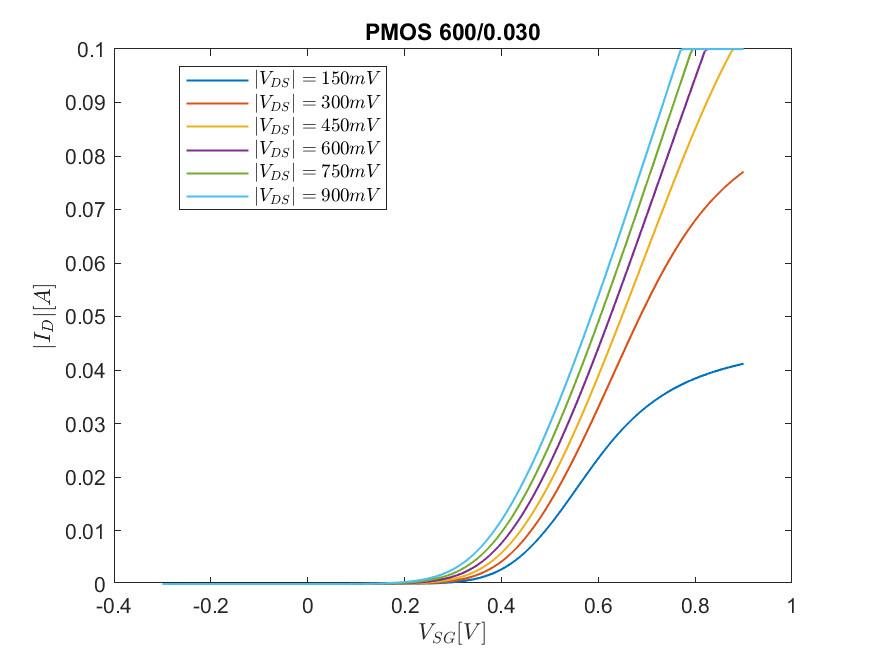 PMOS 600/0.030
0.1
0.09
0.08
0.07
0.06
0.05
0.04
0.03
0.02
0.01
0
|I_D|[A]
|V_DS| = 150mV
|V_DS| = 300mV
|V_DS| = 450mV
|V_DS| = 600mV
|V_DS| = 750mV
|V_DS| = 900mV
-0.4 -0.2 0 0.2 0.4 0.6 0.8 1
V_SG[V]